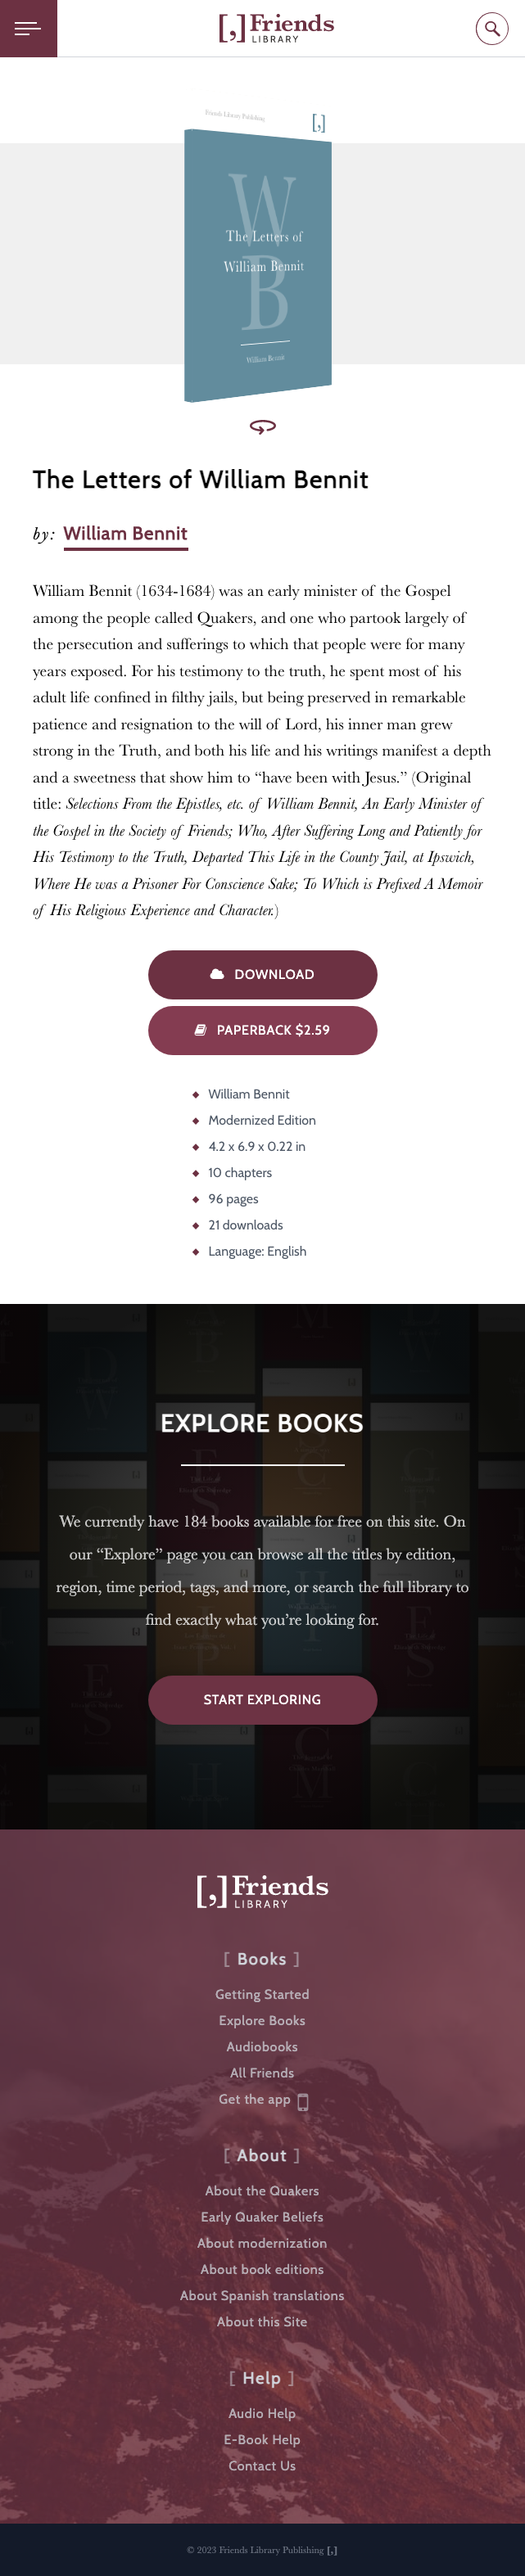 [,] Friends
LIBRARY
Friends Library Publishing
[,]
W
The Letters of
William Bennit
B
William Bennit
The Letters of William Bennit
by: William Bennit
William Bennit (1634-1684) was an early minister of the Gospel
among the people called Quakers, and one who partook largely of
the persecution and sufferings to which that people were for many
years exposed. For his testimony to the truth, he spent most of his
adult life confined in filthy jails, but being preserved in remarkable
patience and resignation to the will of Lord, his inner man grew
strong in the Truth, and both his life and his writings manifest a depth
and a sweetness that show him to “have been with Jesus.” (Original
title: Selections From the Epistles, etc. of William Bennit, An Early Minister of
the Gospel in the Society of Friends; Who, After Suffering Long and Patiently for
His Testimony to the Truth, Departed This Life in the County Jail, at Ipswich,
Where He was a Prisoner For Conscience Sake; To Which is Prefixed A Memoir
of His Religious Experience and Character.)
DOWNLOAD
PAPERBACK $2.59
William Bennit
Modernized Edition
4.2 x 6.9 x 0.22 in
10 chapters
96 pages
21 downloads
Language: English
EXPLORE BOOKS
We currently have 184 books available for free on this site. On
our “Explore” page you can browse all the titles by edition,
region, time period, tags, and more, or search the full library to
find exactly what you’re looking for.
START EXPLORING
[,] Friends
LIBRARY
[ Books ]
Getting Started
Explore Books
Audiobooks
All Friends
Get the app
[ About ]
About the Quakers
Early Quaker Beliefs
About modernization
About book editions
About Spanish translations
About this Site
[ Help ]
Audio Help
E-Book Help
Contact Us
© 2023 Friends Library Publishing [,]